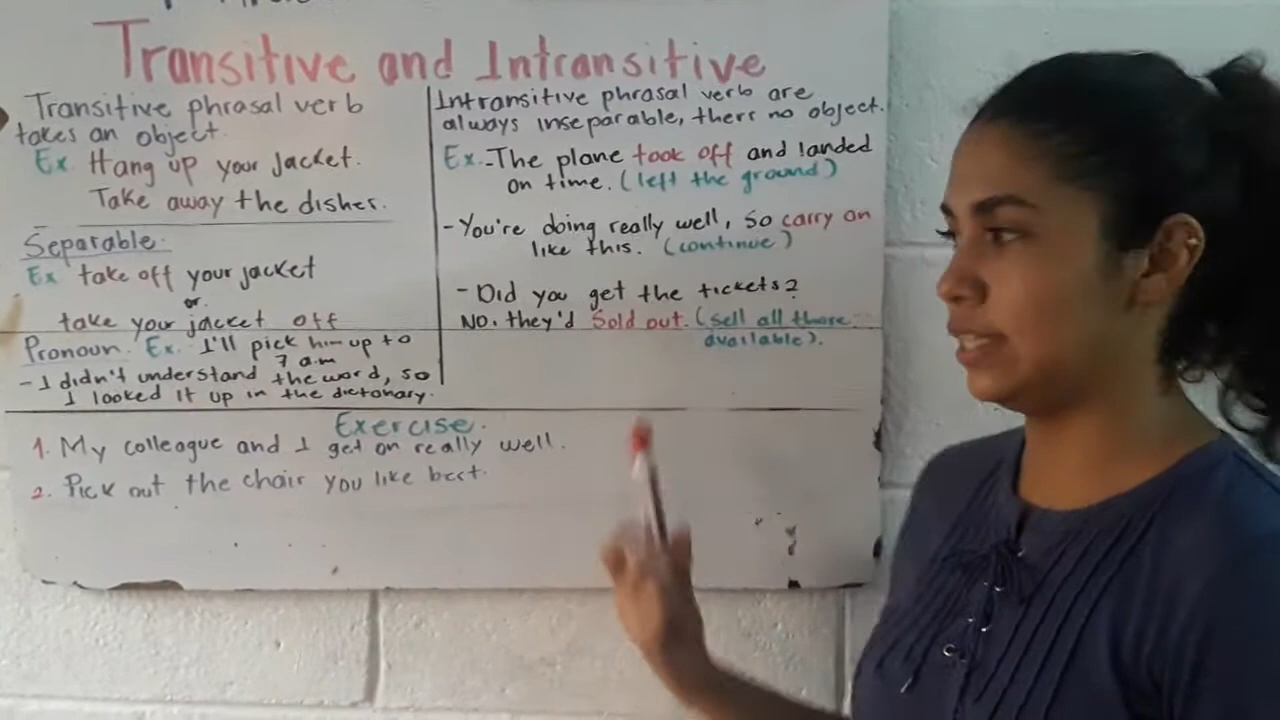 Transitive and Intransitive
Transitive phrasal verb
takes an object.
Ex. Hang up your Jacket.
Take away the dishes.
Separable.
Ex take off your jacket
or.
take your jacket off
Pronoun. Ex. I'll pick him up to
7 a.m
- I didn't understand the word, so
I looked it up in the dictonary.
Intransitive phrasal verb are
always inseparable, thers no object.
Ex.-The plane took off and landed
on time. (left the ground)
- You're doing really well, so carry on
like this. (continue)
- Did you get the tickets?
No. they'd Sold out. (sell all
available).
Exercise.
1. My colleague and I get on really well.
2. Pick out the chair you like best.